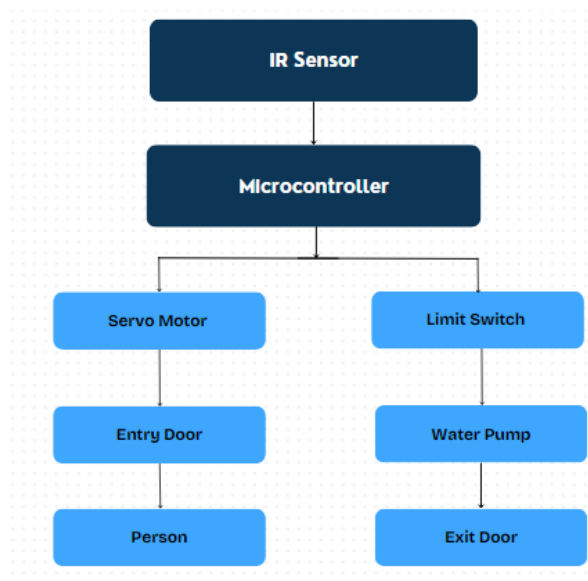 IR Sensor
MIcrocontroller
Servo Motor
Limit Switch
Entry Door
Water Pump
Person
Exit Door